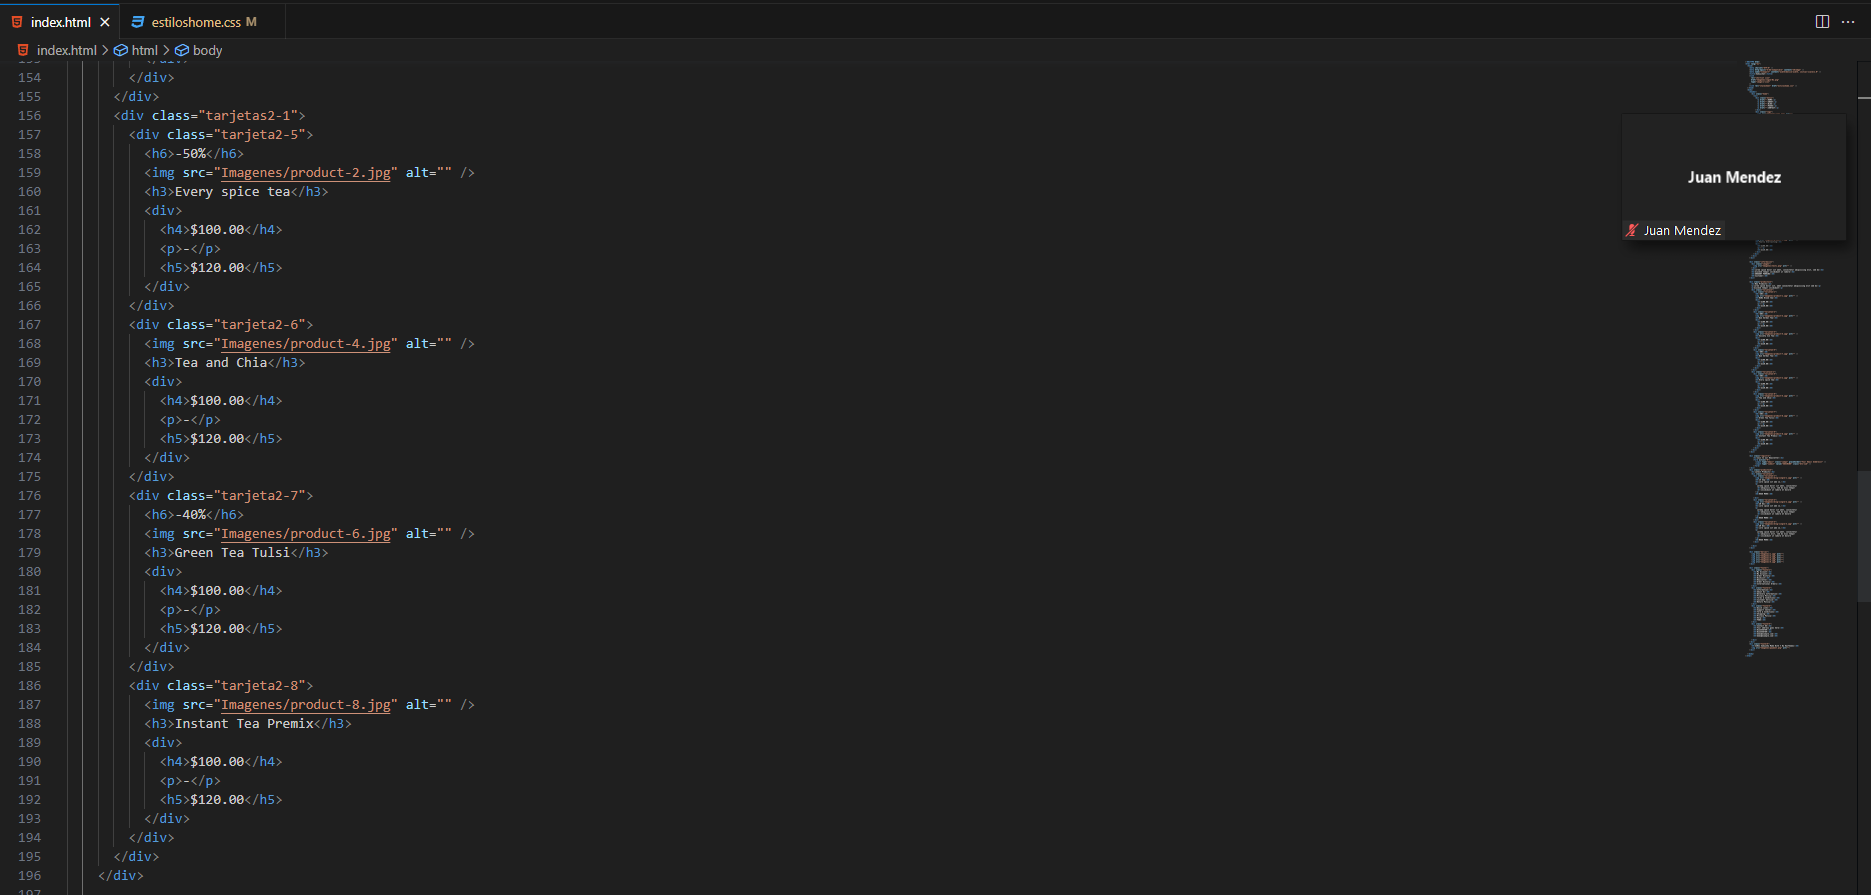 index.html
estiloshome.css M
index.html > html > body
154 </div>
155 </div>
156 <div class="tarjetas2-1">
157 <div class="tarjeta2-5">
158 <h6>-50%</h6>
159 <img src="Imagenes/product-2.jpg" alt="" />
160 <h3>Every spice tea</h3>
161 <div>
162 <h4>$100.00</h4>
163 <p>-</p>
164 <h5>$120.00</h5>
165 </div>
166 </div>
167 <div class="tarjeta2-6">
168 <img src="Imagenes/product-4.jpg" alt="" />
169 <h3>Tea and Chia</h3>
170 <div>
171 <h4>$100.00</h4>
172 <p>-</p>
173 <h5>$120.00</h5>
174 </div>
175 </div>
176 <div class="tarjeta2-7">
177 <h6>-40%</h6>
178 <img src="Imagenes/product-6.jpg" alt="" />
179 <h3>Green Tea Tulsi</h3>
180 <div>
181 <h4>$100.00</h4>
182 <p>-</p>
183 <h5>$120.00</h5>
184 </div>
185 </div>
186 <div class="tarjeta2-8">
187 <img src="Imagenes/product-8.jpg" alt="" />
188 <h3>Instant Tea Premix</h3>
189 <div>
190 <h4>$100.00</h4>
191 <p>-</p>
192 <h5>$120.00</h5>
193 </div>
194 </div>
195 </div>
196 </div>
Juan Mendez
Juan Mendez